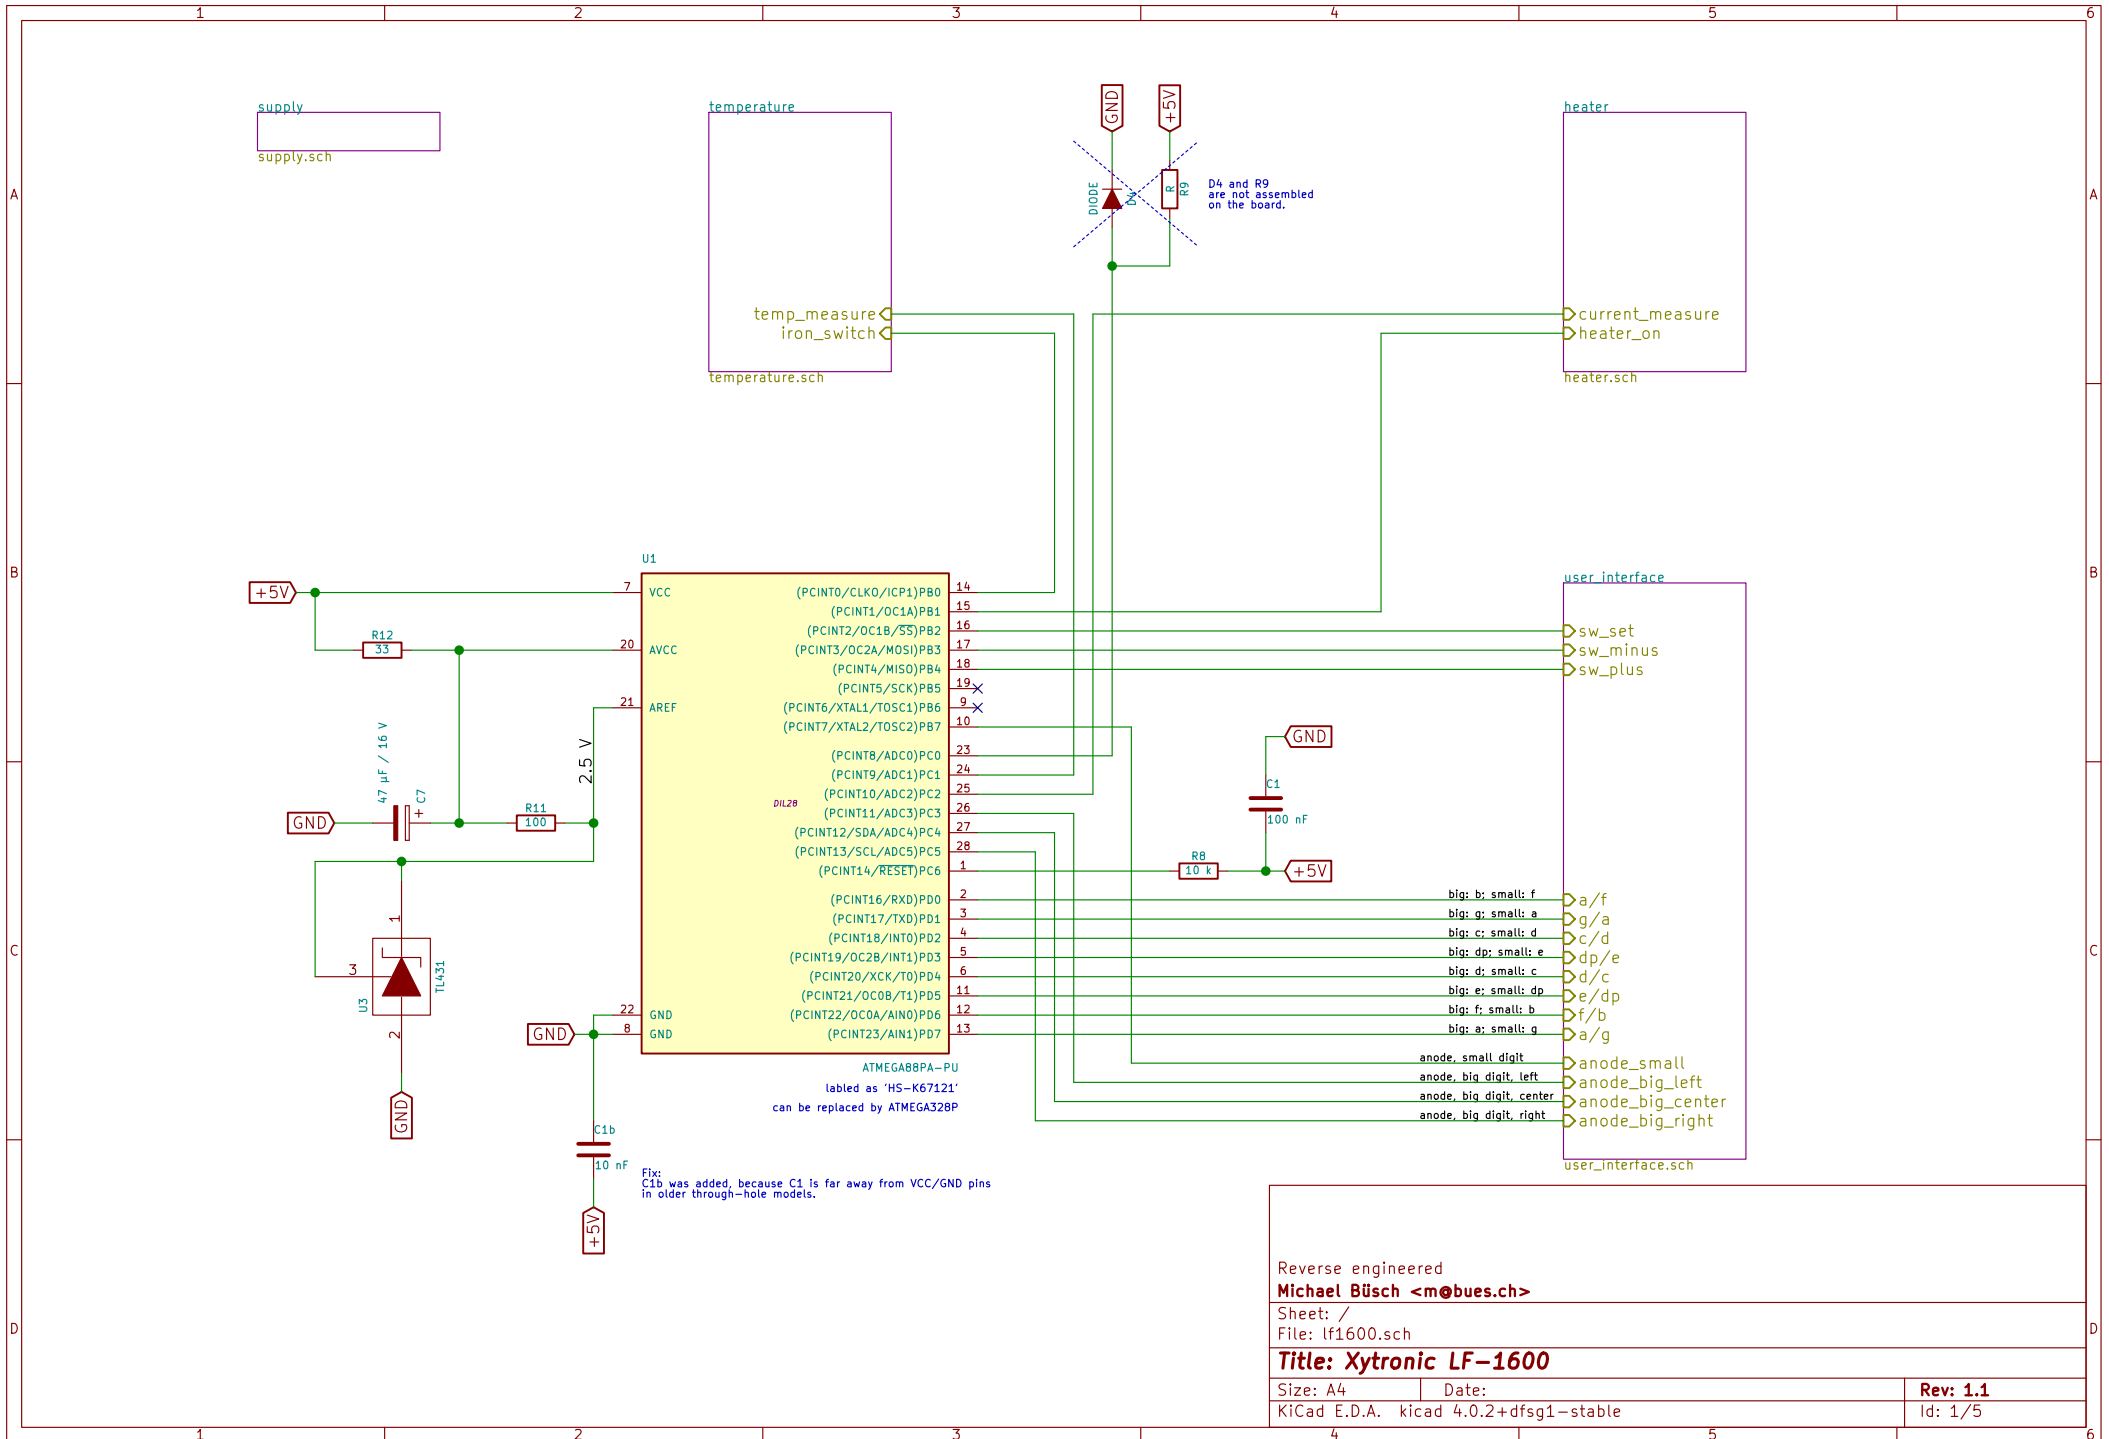 1 2 3 4 5 6
A
B
C
D
A
B
C
D
1 2 3 4 5 6
supply
supply.sch
temperature
temp_measure
iron_switch
temperature.sch
GND
+5V
DIODE
D4
R
R9
D4 and R9
are not assembled
on the board.
heater
current_measure
heater_on
heater.sch
U1
+5V
7 VCC
R12
33
20 AVCC
21 AREF
2.5 V
47 µF / 16 V
C7
+
GND
R11
100
1
3
2
U3
TL431
GND
22 GND
8 GND
GND
C1b
10 nF
+5V
Fix:
C1b was added, because C1 is far away from VCC/GND pins
in older through-hole models.
DIL28
(PCINT0/CLKO/ICP1)PB0 14
(PCINT1/OC1A)PB1 15
(PCINT2/OC1B/SS)PB2 16
(PCINT3/OC2A/MOSI)PB3 17
(PCINT4/MISO)PB4 18
(PCINT5/SCK)PB5 19
(PCINT6/XTAL1/TOSC1)PB6 9
(PCINT7/XTAL2/TOSC2)PB7 10
(PCINT8/ADC0)PC0 23
(PCINT9/ADC1)PC1 24
(PCINT10/ADC2)PC2 25
(PCINT11/ADC3)PC3 26
(PCINT12/SDA/ADC4)PC4 27
(PCINT13/SCL/ADC5)PC5 28
(PCINT14/RESET)PC6 1
(PCINT16/RXD)PD0 2
(PCINT17/TXD)PD1 3
(PCINT18/INT0)PD2 4
(PCINT19/OC2B/INT1)PD3 5
(PCINT20/XCK/T0)PD4 6
(PCINT21/OC0B/T1)PD5 11
(PCINT22/OC0A/AIN0)PD6 12
(PCINT23/AIN1)PD7 13
ATMEGA88PA-PU
labled as 'HS-K67121'
can be replaced by ATMEGA328P
GND
C1
100 nF
R8
10 k
+5V
user_interface
sw_set
sw_minus
sw_plus
big: b; small: f a/f
big: g; small: a g/a
big: c; small: d c/d
big: dp; small: e dp/e
big: d; small: c d/c
big: e; small: dp e/dp
big: f; small: b f/b
big: a; small: g a/g
anode, small digit anode_small
anode, big digit, left anode_big_left
anode, big digit, center anode_big_center
anode, big digit, right anode_big_right
user_interface.sch
Reverse engineered
Michael Büsch <m@bues.ch>
Sheet: /
File: lf1600.sch
Title: Xytronic LF-1600
Size: A4 Date: Rev: 1.1
KiCad E.D.A. kicad 4.0.2+dfsg1-stable Id: 1/5